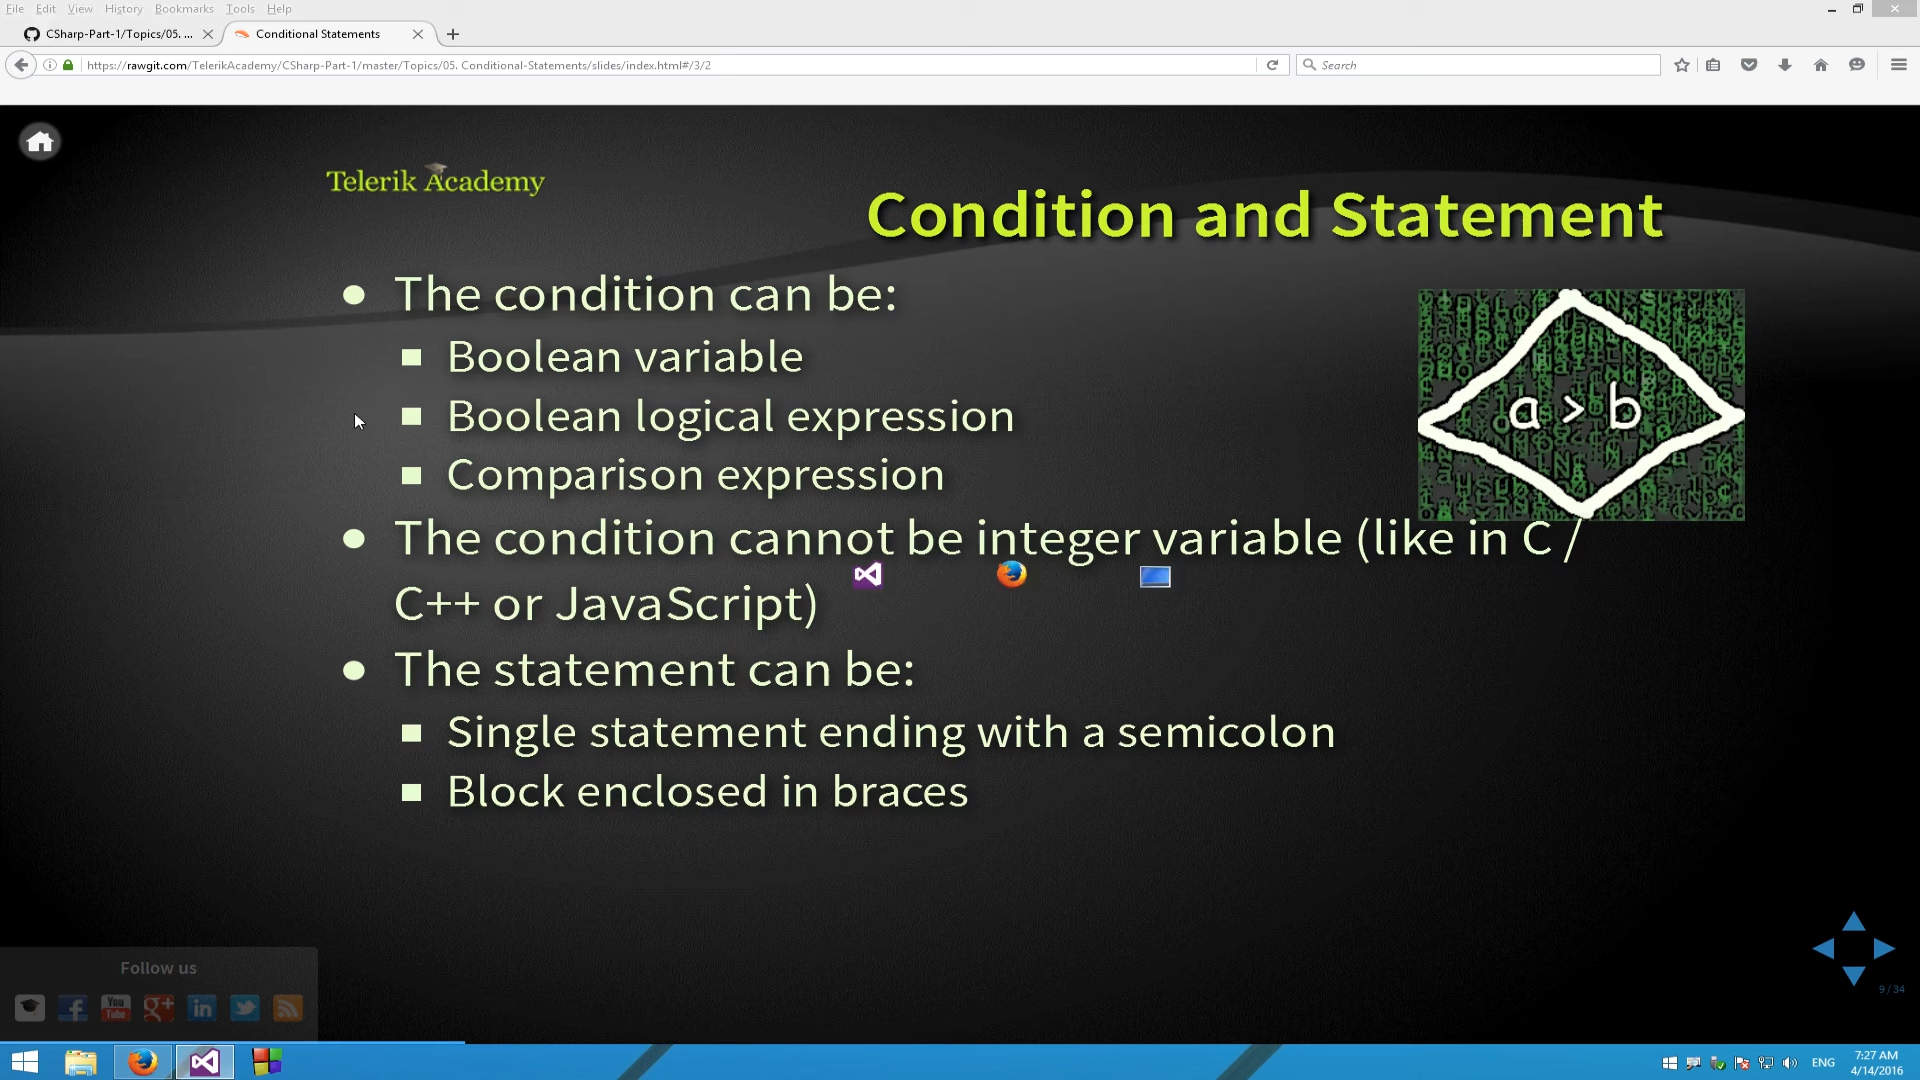 File Edit View History Bookmarks Tools Help
CSharp-Part-1/Topics/05. ...
Conditional Statements
https://rawgit.com/TelerikAcademy/CSharp-Part-1/master/Topics/05. Conditional-Statements/slides/index.html#/3/2
Search
Telerik Academy
Condition and Statement
The condition can be:
Boolean variable
Boolean logical expression
Comparison expression
a > b
The condition cannot be integer variable (like in C /
C++ or JavaScript)
The statement can be:
Single statement ending with a semicolon
Block enclosed in braces
Follow us
You
Tube
g+
in
9 / 34
ENG
7:27 AM
4/14/2016